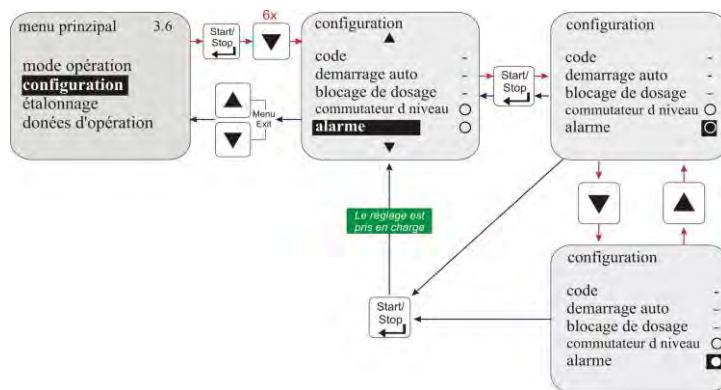 menu prinzipal 3.6
mode opération
configuration
étalonnage
donées d'opération
Start/
Stop
6x
Menu
Exit
configuration
code -
demarrage auto -
blocage de dosage -
commutateur d niveau
alarme
Start/
Stop
configuration
code -
demarrage auto -
blocage de dosage -
commutateur d niveau
alarme
Le réglage est
pris en charge
Start/
Stop
configuration
code -
demarrage auto -
blocage de dosage -
commutateur d niveau
alarme